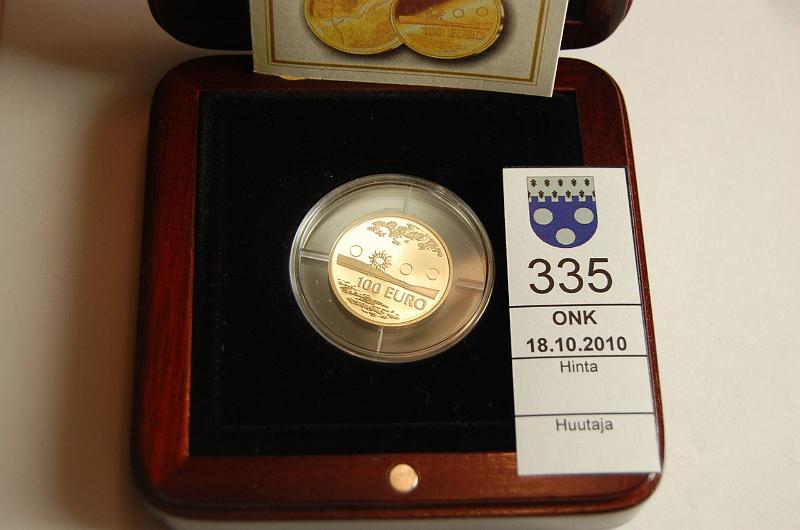 100 EURO
100 EURO
335
ONK
18.10.2010
Hinta
Huutaja